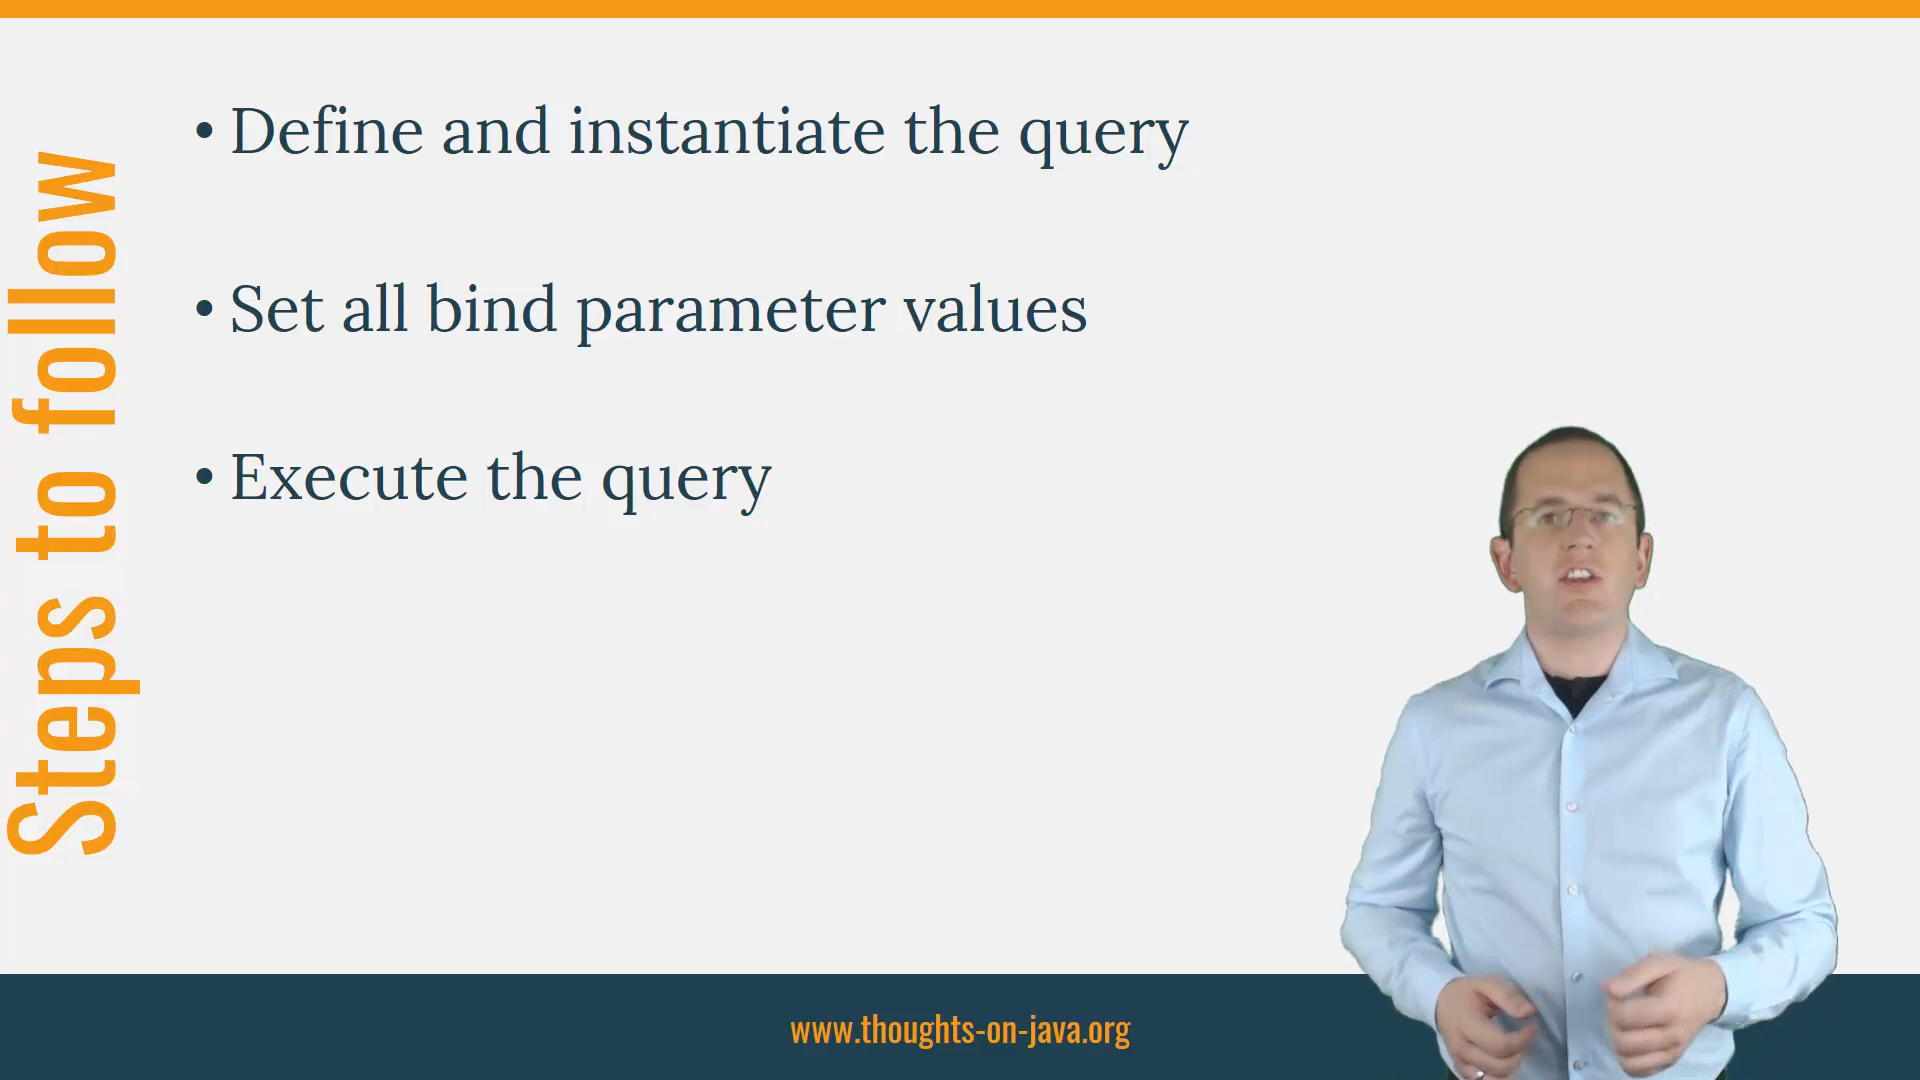 Steps to follow
• Define and instantiate the query
• Set all bind parameter values
• Execute the query
www.thoughts-on-java.org